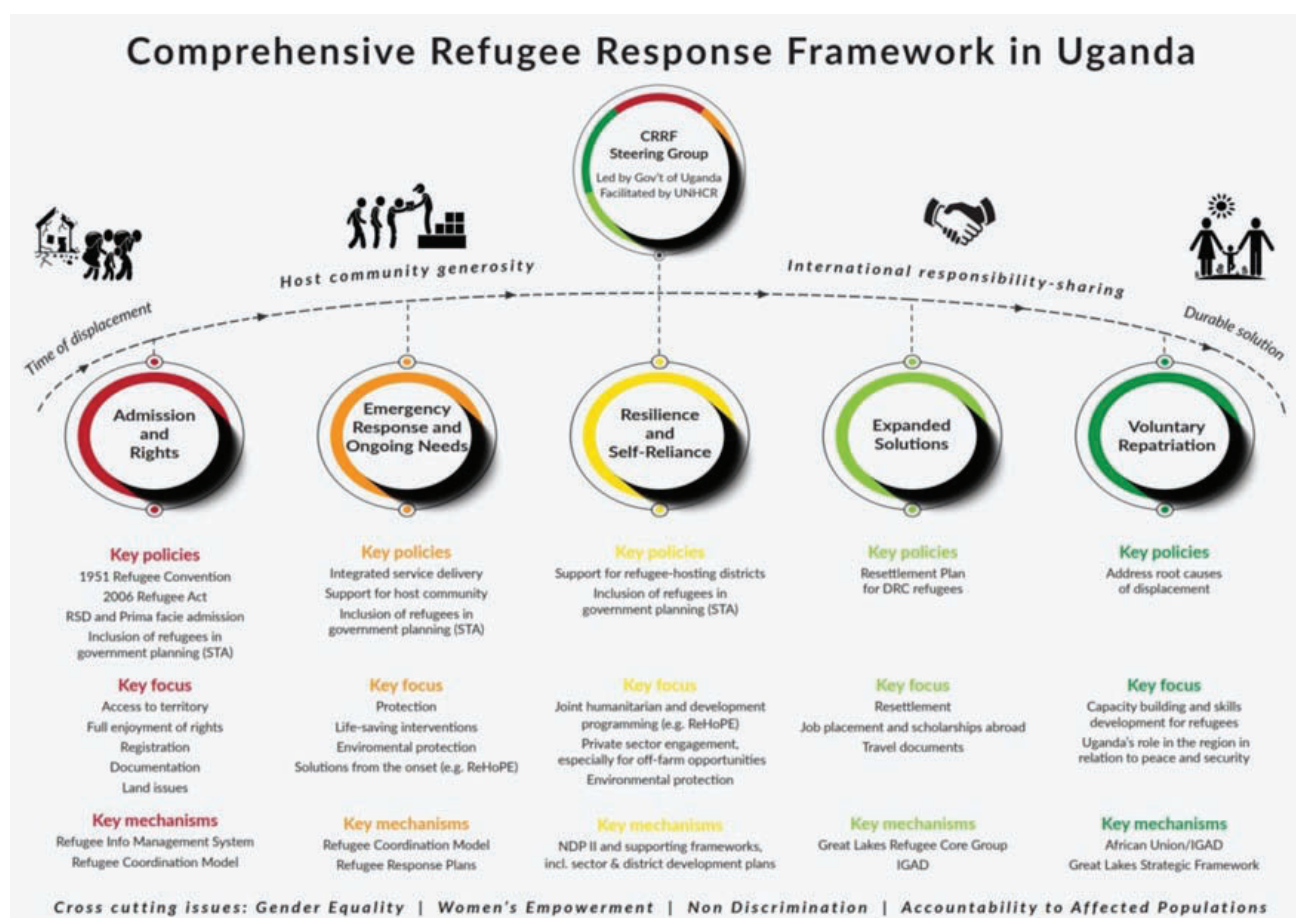 Comprehensive Refugee Response Framework in Uganda
CRRF
Steering Group
Led by Gov't of Uganda
Facilitated by UNHCR
Time of displacement
Host community generosity
International responsibility-sharing
Durable solution
Admission
and
Rights
Key policies
1951 Refugee Convention
2006 Refugee Act
RSD and Prima facie admission
Inclusion of refugees in
government planning (STA)
Key focus
Access to territory
Full enjoyment of rights
Registration
Documentation
Land issues
Key mechanisms
Refugee Info Management System
Refugee Coordination Model
Emergency
Response and
Ongoing Needs
Key policies
Integrated service delivery
Support for host community
Inclusion of refugees in
government planning (STA)
Key focus
Protection
Life-saving interventions
Enviromental protection
Solutions from the onset (e.g. ReHoPE)
Key mechanisms
Refugee Coordination Model
Refugee Response Plans
Resilience
and
Self-Reliance
Key policies
Support for refugee-hosting districts
Inclusion of refugees in
government planning (STA)
Key focus
Joint humanitarian and development
programming (e.g. ReHoPE)
Private sector engagement,
especially for off-farm opportunities
Environmental protection
Key mechanisms
NDP II and supporting frameworks,
incl. sector & district development plans
Expanded
Solutions
Key policies
Resettlement Plan
for DRC refugees
Key focus
Resettlement
Job placement and scholarships abroad
Travel documents
Key mechanisms
Great Lakes Refugee Core Group
IGAD
Voluntary
Repatriation
Key policies
Address root causes
of displacement
Key focus
Capacity building and skills
development for refugees
Uganda's role in the region in
relation to peace and security
Key mechanisms
African Union/IGAD
Great Lakes Strategic Framework
Cross cutting issues: Gender Equality | Women's Empowerment | Non Discrimination | Accountability to Affected Populations